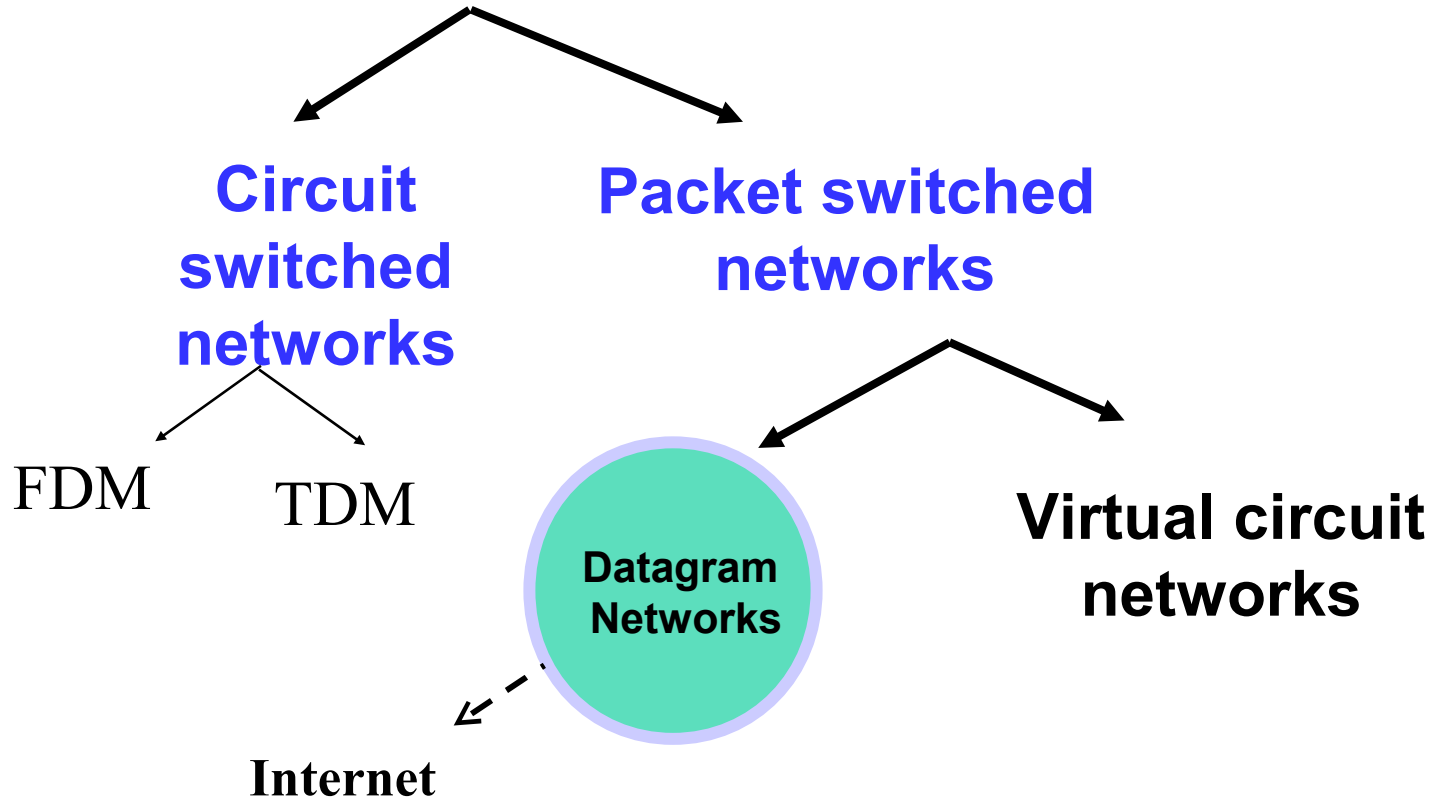 Circuit
switched
networks
Packet switched
networks
FDM
TDM
Datagram
Networks
Virtual circuit
networks
Internet